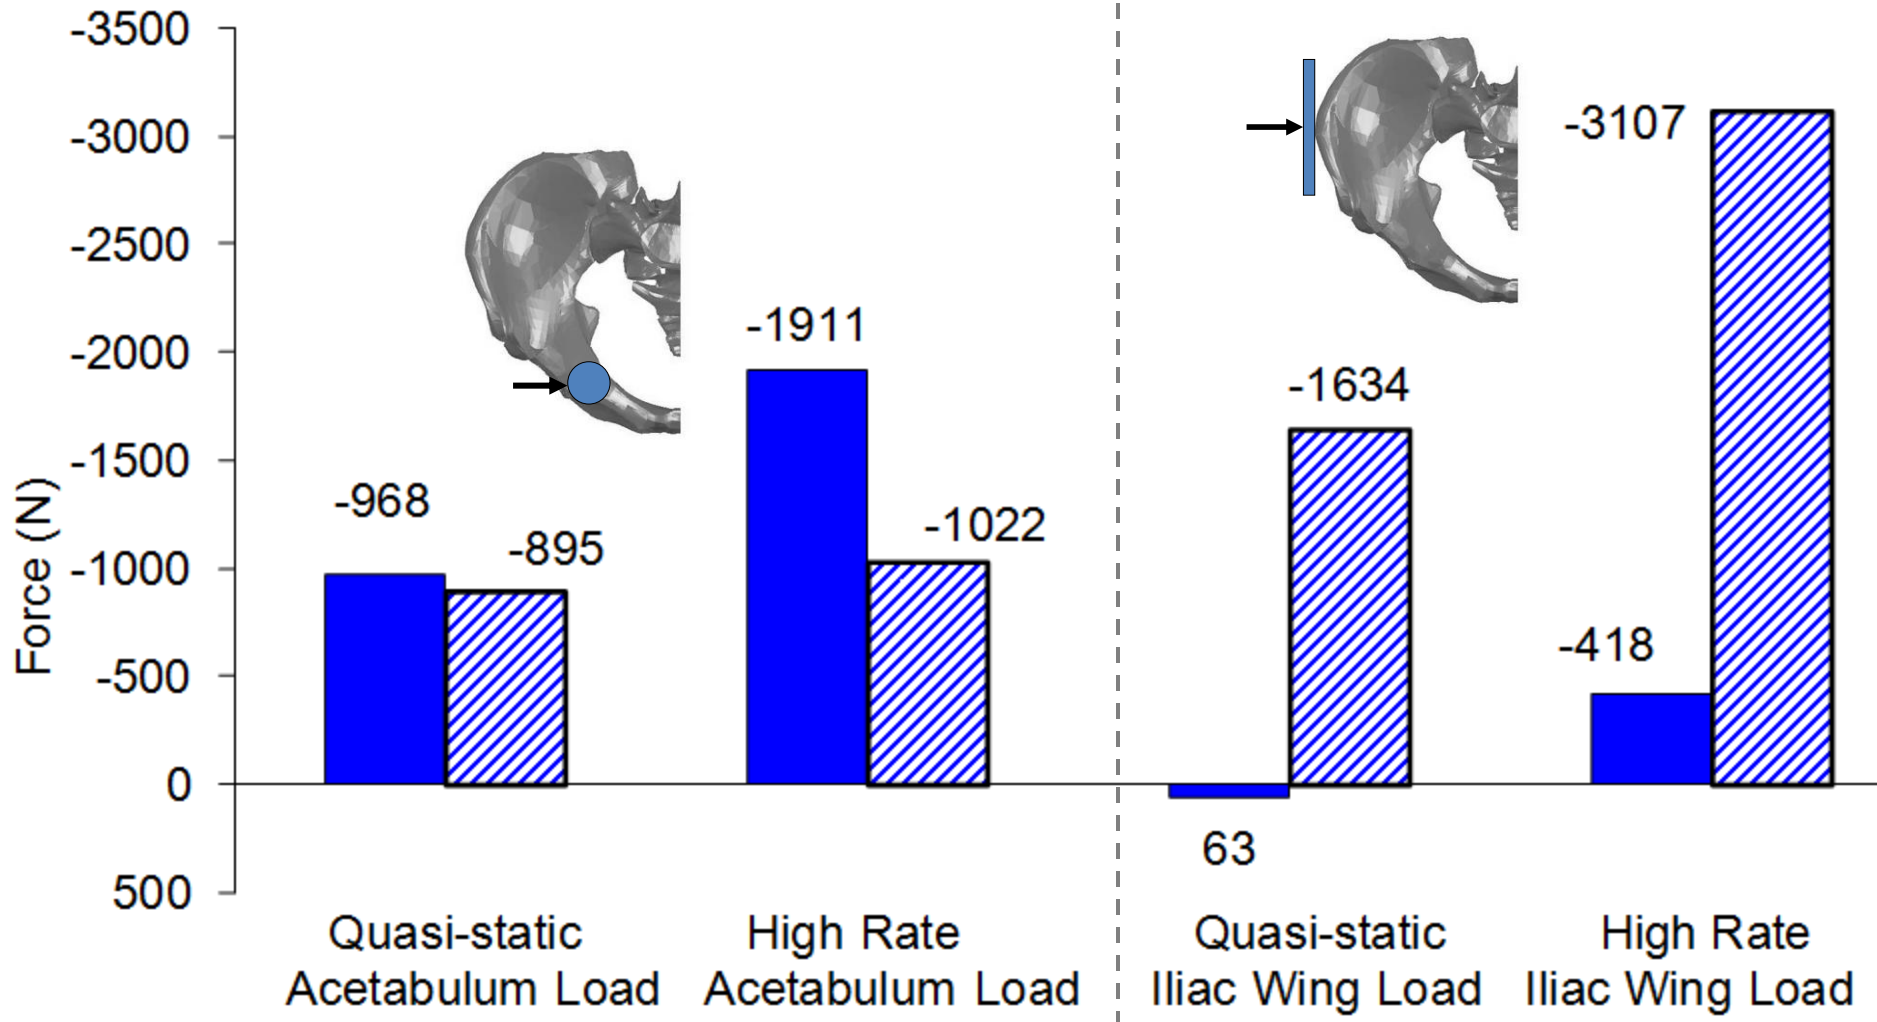 Force (N)
-3500
-3000
-2500
-2000
-1500
-1000
-500
0
500
-968
-895
-1911
-1022
63
-1634
-418
-3107
Quasi-static
Acetabulum Load
High Rate
Acetabulum Load
Quasi-static
Iliac Wing Load
High Rate
Iliac Wing Load